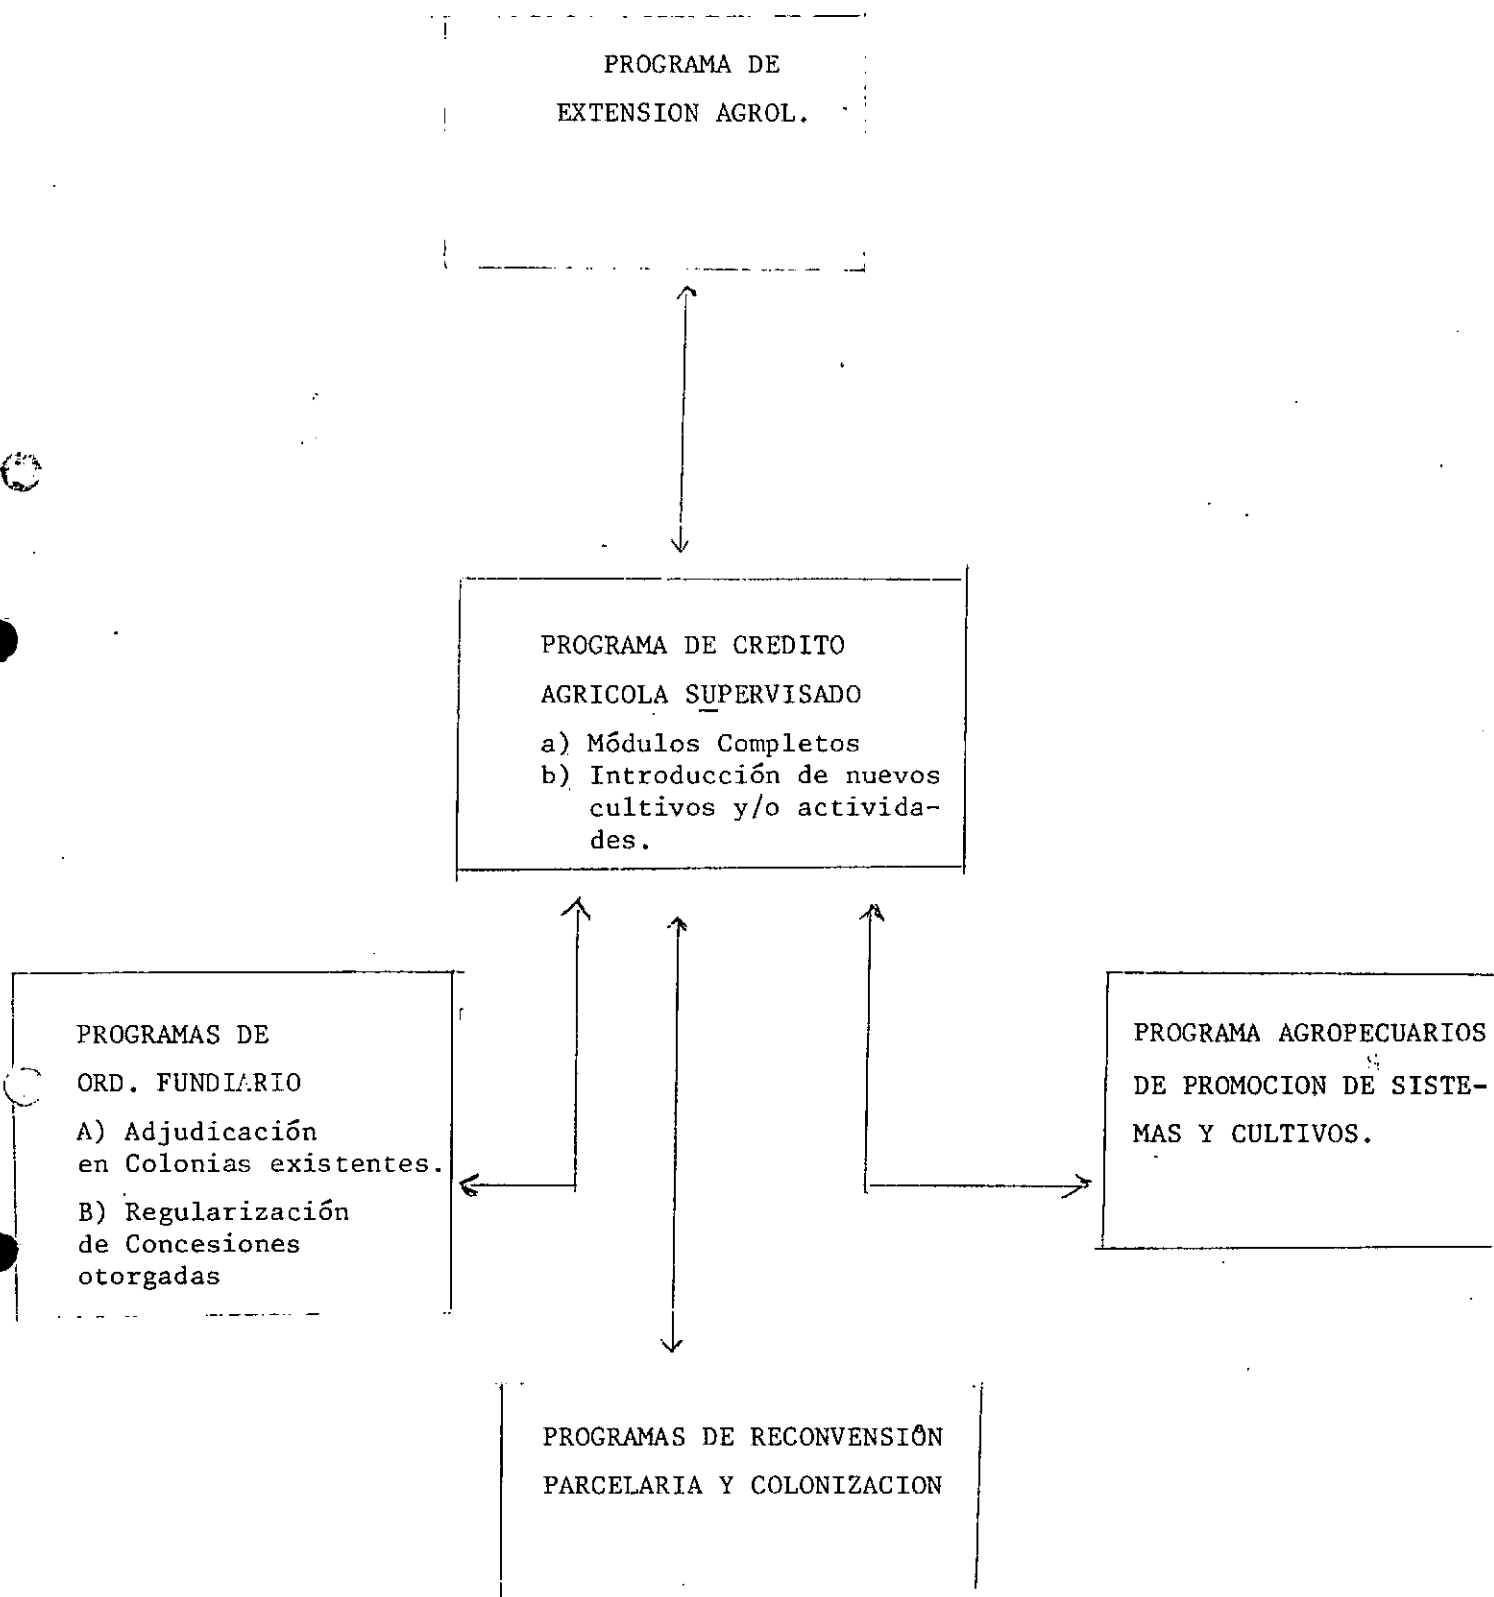 PROGRAMA DE
EXTENSION AGROL.
PROGRAMA DE CREDITO
AGRICOLA SUPERVISADO
a) Módulos Completos
b) Introducción de nuevos
cultivos y/o activida-
des.
PROGRAMAS DE
ORD. FUNDIARIO
A) Adjudicación
en Colonias existentes.
B) Regularización
de Concesiones
otorgadas
PROGRAMA AGROPECUARIOS
DE PROMOCION DE SISTE-
MAS Y CULTIVOS.
PROGRAMAS DE RECONVENSIÓN
PARCELARIA Y COLONIZACION